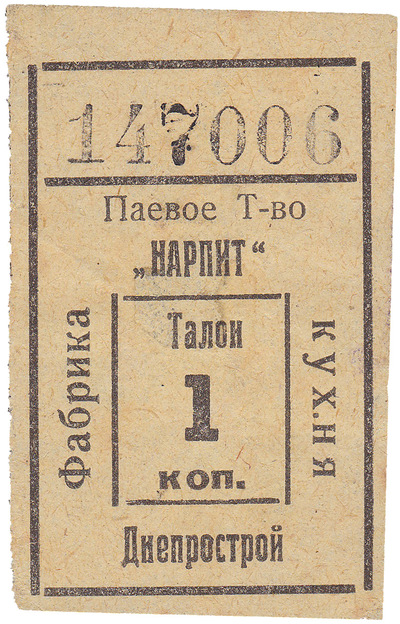 147006
Паевое Т-во
„НАРПИТ“
Фабрика
кухня
Талон
1
коп.
Днепрострой